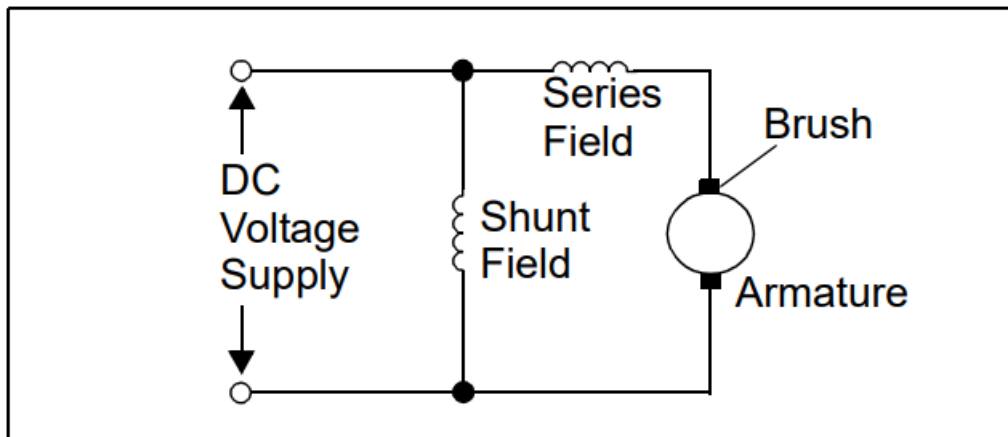 Series
Field
Brush
DC
Voltage
Supply
Shunt
Field
Armature